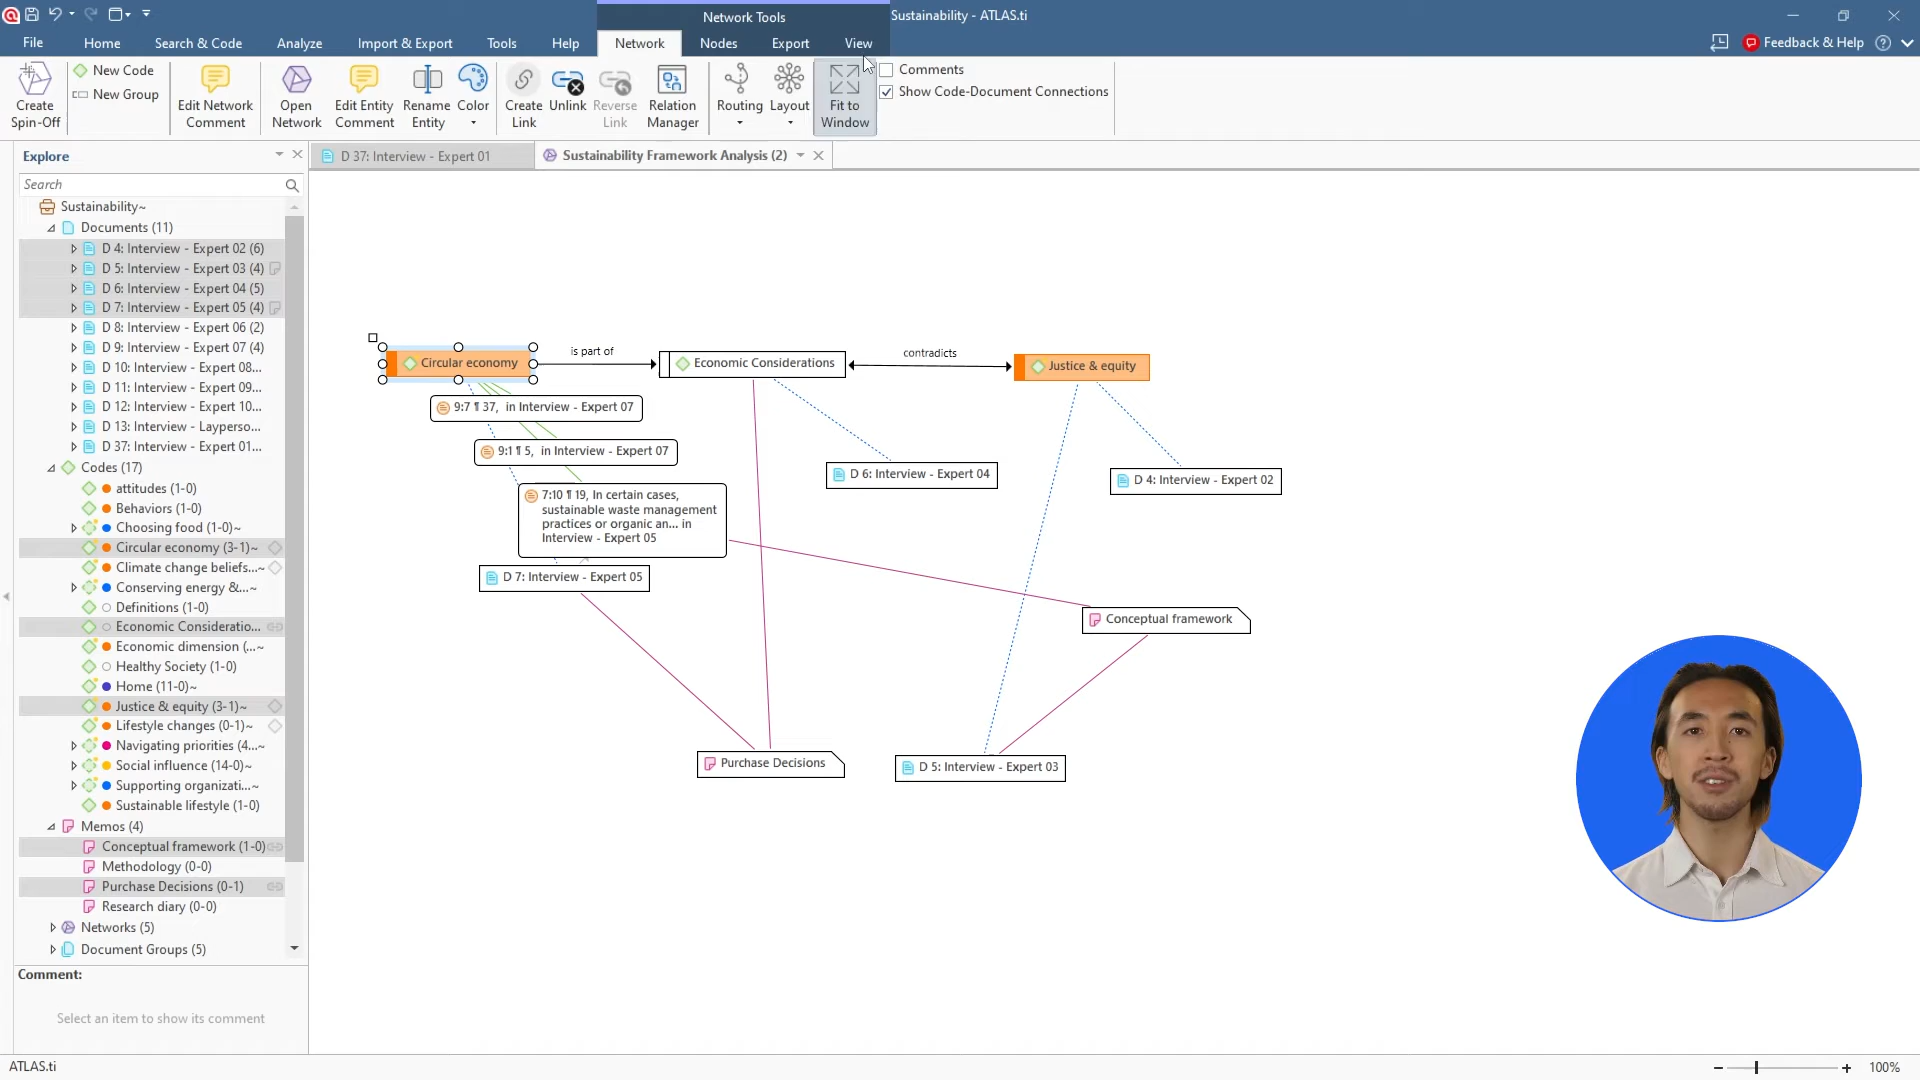 Network Tools
Sustainability - ATLAS.ti
File
Home
Search & Code
Analyze
Import & Export
Tools
Help
Network
Nodes
Export
View
Feedback & Help
Create Spin-Off
New Code
New Group
Edit Network Comment
Open Network
Edit Entity Comment
Rename Entity
Color
Create Link
Unlink
Reverse Link
Relation Manager
Routing
Layout
Fit to Window
Comments
Show Code-Document Connections
Explore
D 37: Interview - Expert 01
Sustainability Framework Analysis (2)
Search
Sustainability~
Documents (11)
D 4: Interview - Expert 02 (6)
D 5: Interview - Expert 03 (4)
D 6: Interview - Expert 04 (5)
D 7: Interview - Expert 05 (4)
D 8: Interview - Expert 06 (2)
D 9: Interview - Expert 07 (4)
D 10: Interview - Expert 08...
D 11: Interview - Expert 09...
D 12: Interview - Expert 10...
D 13: Interview - Layperso...
D 37: Interview - Expert 01...
Codes (17)
attitudes (1-0)
Behaviors (1-0)
Choosing food (1-0)~
Circular economy (3-1)~
Climate change beliefs...~
Conserving energy &...~
Definitions (1-0)
Economic Consideratio...
Economic dimension (...~
Healthy Society (1-0)
Home (11-0)~
Justice & equity (3-1)~
Lifestyle changes (0-1)~
Navigating priorities (4...~
Social influence (14-0)~
Supporting organizati...~
Sustainable lifestyle (1-0)
Memos (4)
Conceptual framework (1-0)
Methodology (0-0)
Purchase Decisions (0-1)
Research diary (0-0)
Networks (5)
Document Groups (5)
Comment:
Select an item to show its comment
Circular economy
is part of
Economic Considerations
contradicts
Justice & equity
9:7 ¶ 37, in Interview - Expert 07
9:1 ¶ 5, in Interview - Expert 07
7:10 ¶ 19, In certain cases,
sustainable waste management
practices or organic an... in
Interview - Expert 05
D 6: Interview - Expert 04
D 4: Interview - Expert 02
D 7: Interview - Expert 05
Conceptual framework
Purchase Decisions
D 5: Interview - Expert 03
ATLAS.ti
100%